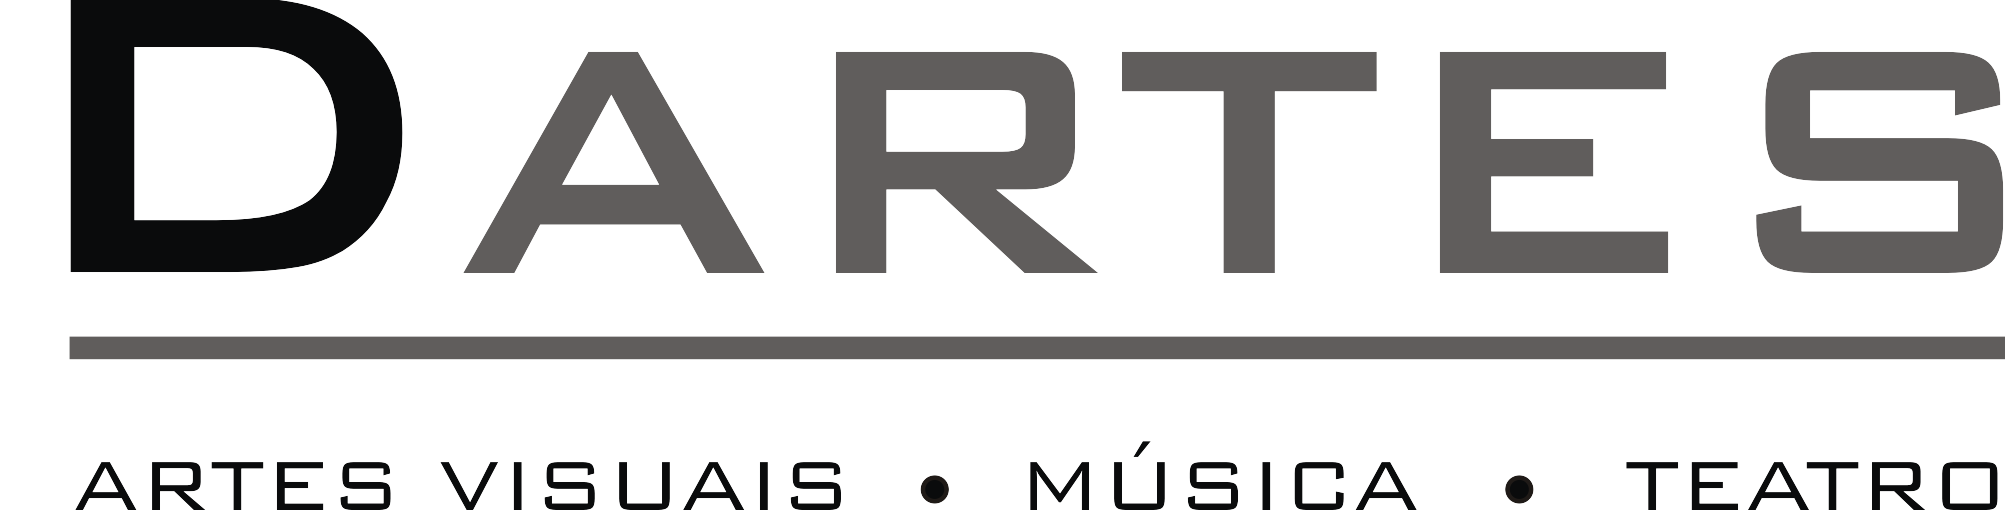 DARTES
ARTES VISUAIS • MÚSICA • TEATRO